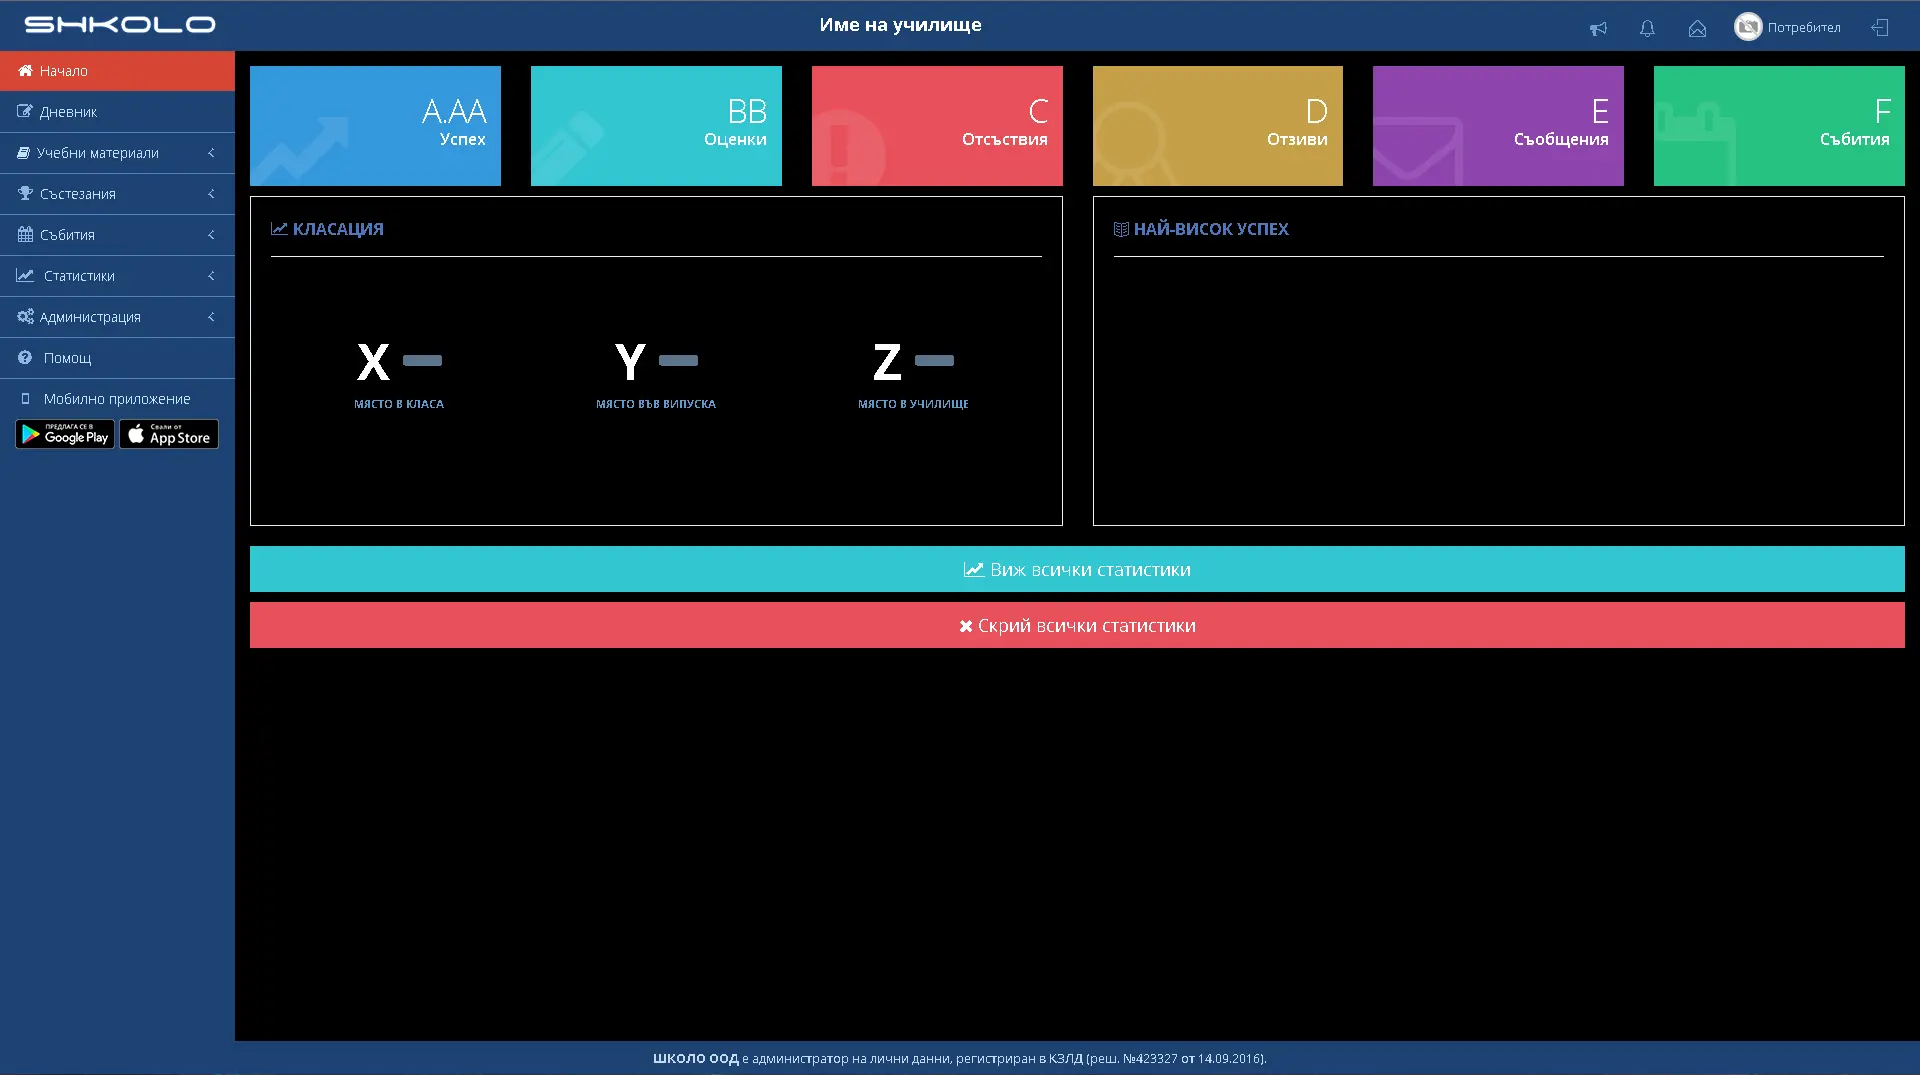 SHKOLO
Име на училище
Потребител
Начало
Дневник
Учебни материали
Състезания
Събития
Статистики
Администрация
Помощ
Мобилно приложение
ПРЕДЛАГА СЕ В
Google Play
Свали от
App Store
A.AA
Успех
BB
Оценки
C
Отсъствия
D
Отзиви
E
Съобщения
F
Събития
КЛАСАЦИЯ
X
МЯСТО В КЛАСА
Y
МЯСТО ВЪВ ВИПУСКА
Z
МЯСТО В УЧИЛИЩЕ
НАЙ-ВИСОК УСПЕХ
Виж всички статистики
Скрий всички статистики
ШКОЛО ООД е администратор на лични данни, регистриран в КЗЛД (реш. №423327 от 14.09.2016).